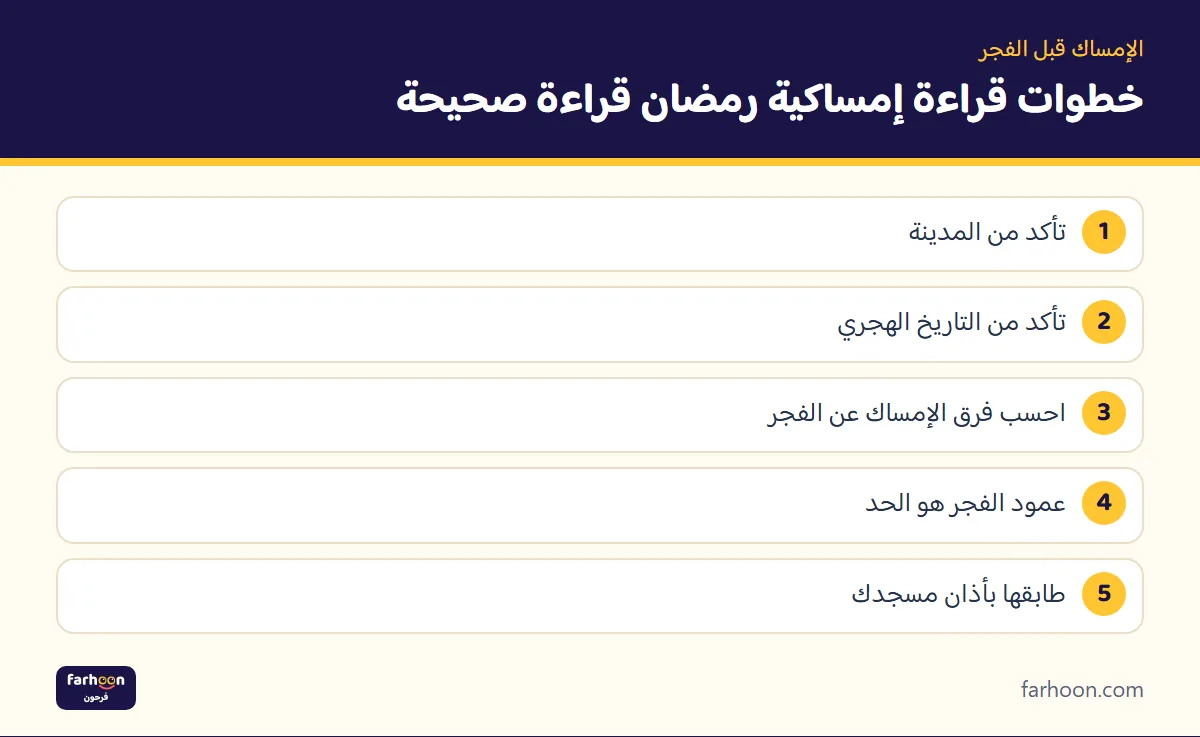 الإمساك قبل الفجر
خطوات قراءة إمساكية رمضان قراءة صحيحة
1 تأكد من المدينة
2 تأكد من التاريخ الهجري
3 احسب فرق الإمساك عن الفجر
4 عمود الفجر هو الحد
5 طابقها بأذان مسجدك
farhoon.com
farhoon
فرحون